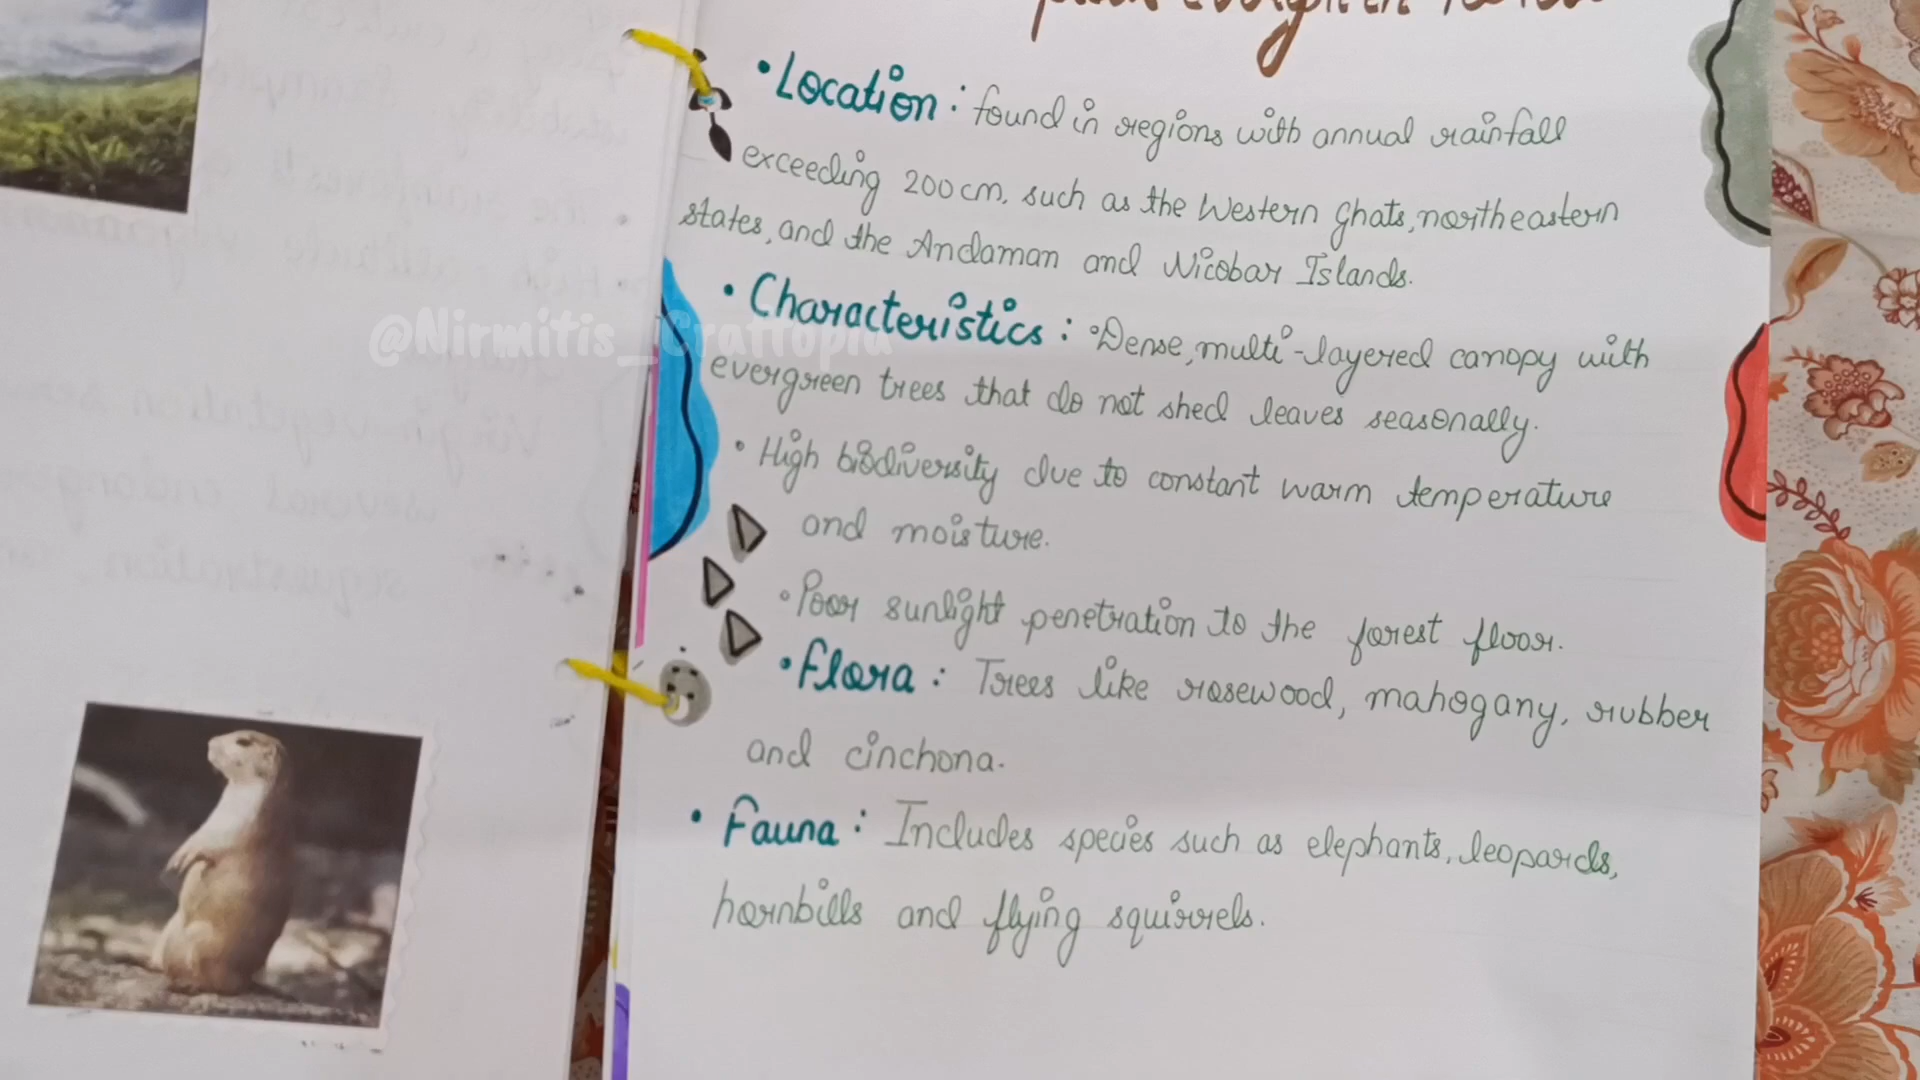 evergreen
• Location : found in regions with annual rainfall
exceeding 200 cm, such as the Western Ghats, northeastern
states, and the Andaman and Nicobar Islands.
• Characteristics : • Dense, multi-layered canopy with
evergreen trees that do not shed leaves seasonally.
• High biodiversity due to constant warm temperature
and moisture.
• Poor sunlight penetration to the forest floor.
• Flora : Trees like rosewood, mahogany, rubber
and cinchona.
• Fauna : Includes species such as elephants, leopards,
hornbills and flying squirrels.
@Nirmitis_Craftopia